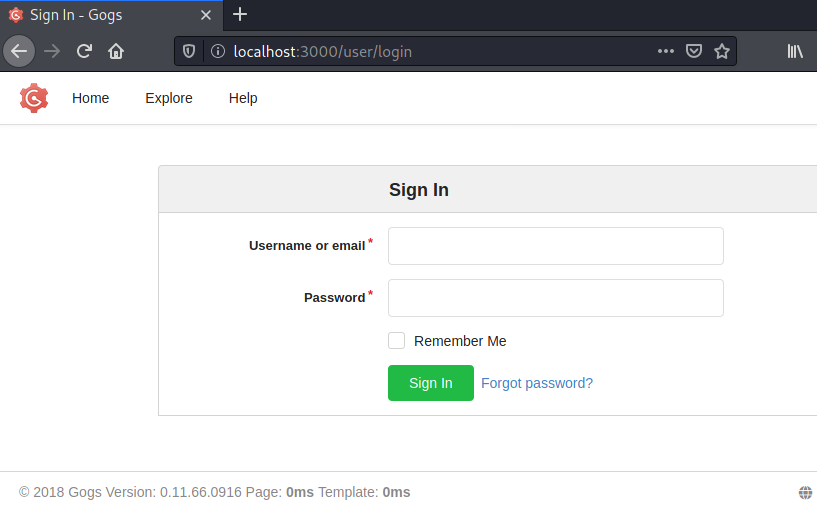 Sign In - Gogs
localhost:3000/user/login
Home Explore Help
Sign In
Username or email *
Password *
Remember Me
Sign In Forgot password?
© 2018 Gogs Version: 0.11.66.0916 Page: 0ms Template: 0ms